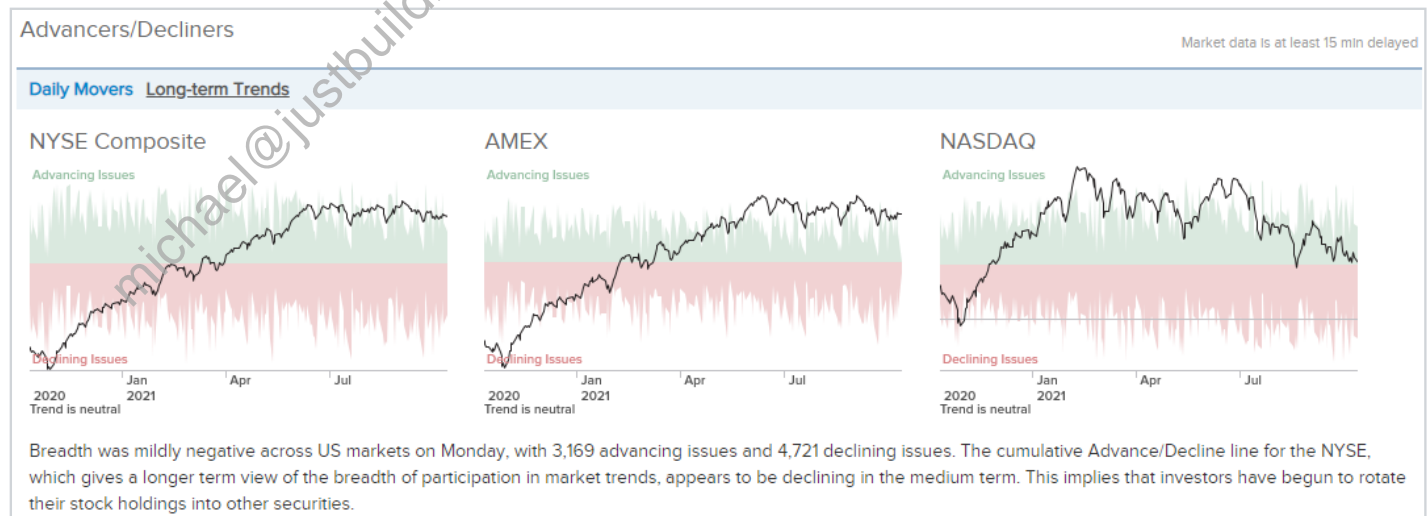 Advancers/Decliners
Market data is at least 15 min delayed
Daily Movers Long-term Trends
NYSE Composite
Advancing Issues
Declining Issues
Jan Apr Jul
2020 2021
Trend is neutral
AMEX
Advancing Issues
Declining Issues
Jan Apr Jul
2020 2021
Trend is neutral
NASDAQ
Advancing Issues
Declining Issues
Jan Apr Jul
2020 2021
Trend is neutral
Breadth was mildly negative across US markets on Monday, with 3,169 advancing issues and 4,721 declining issues. The cumulative Advance/Decline line for the NYSE,
which gives a longer term view of the breadth of participation in market trends, appears to be declining in the medium term. This implies that investors have begun to rotate
their stock holdings into other securities.